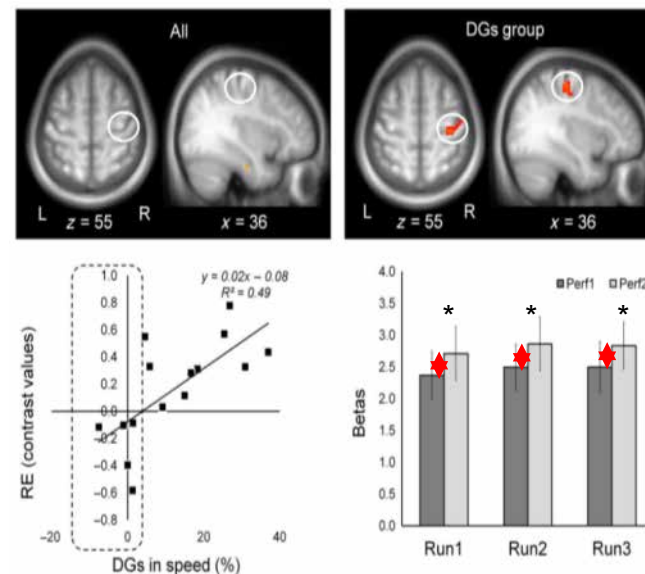 All
L
z = 55
R
x = 36
DGs group
L
z = 55
R
x = 36
y = 0.02x – 0.08
R² = 0.49
1.0
0.8
0.6
0.4
0.2
0.0
–0.2
–0.4
–0.6
–0.8
–20
0
20
40
RE (contrast values)
DGs in speed (%)
4.0
3.5
3.0
2.5
2.0
1.5
1.0
0.5
0.0
Betas
Perf1
Perf2
*
*
*
Run1
Run2
Run3